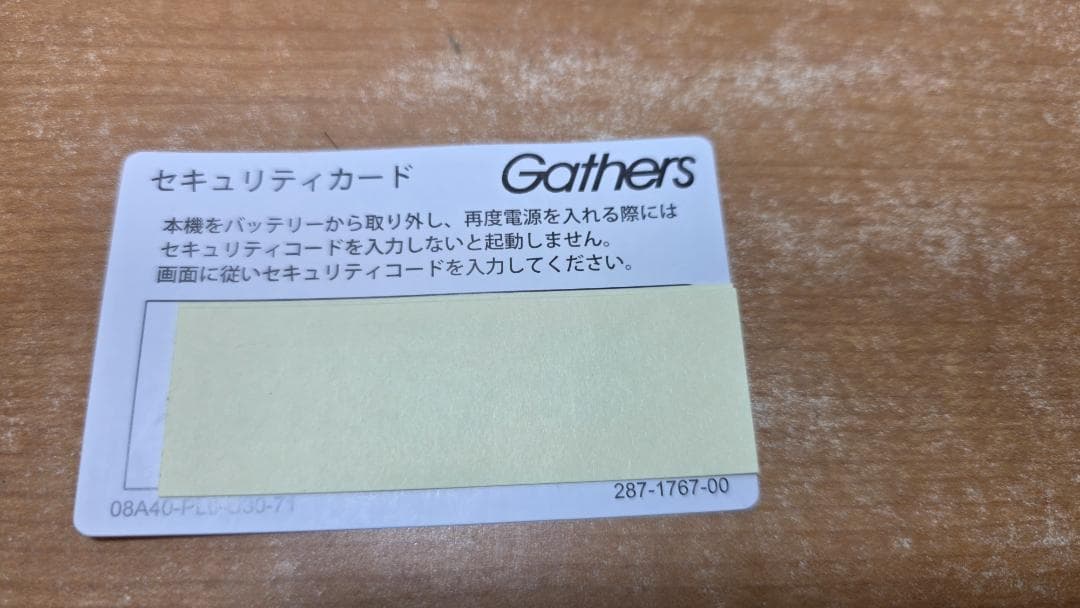 セキュリティカード
Gathers
本機をバッテリーから取り外し、再度電源を入れる際には
セキュリティコードを入力しないと起動しません。
画面に従いセキュリティコードを入力してください。
287-1767-00